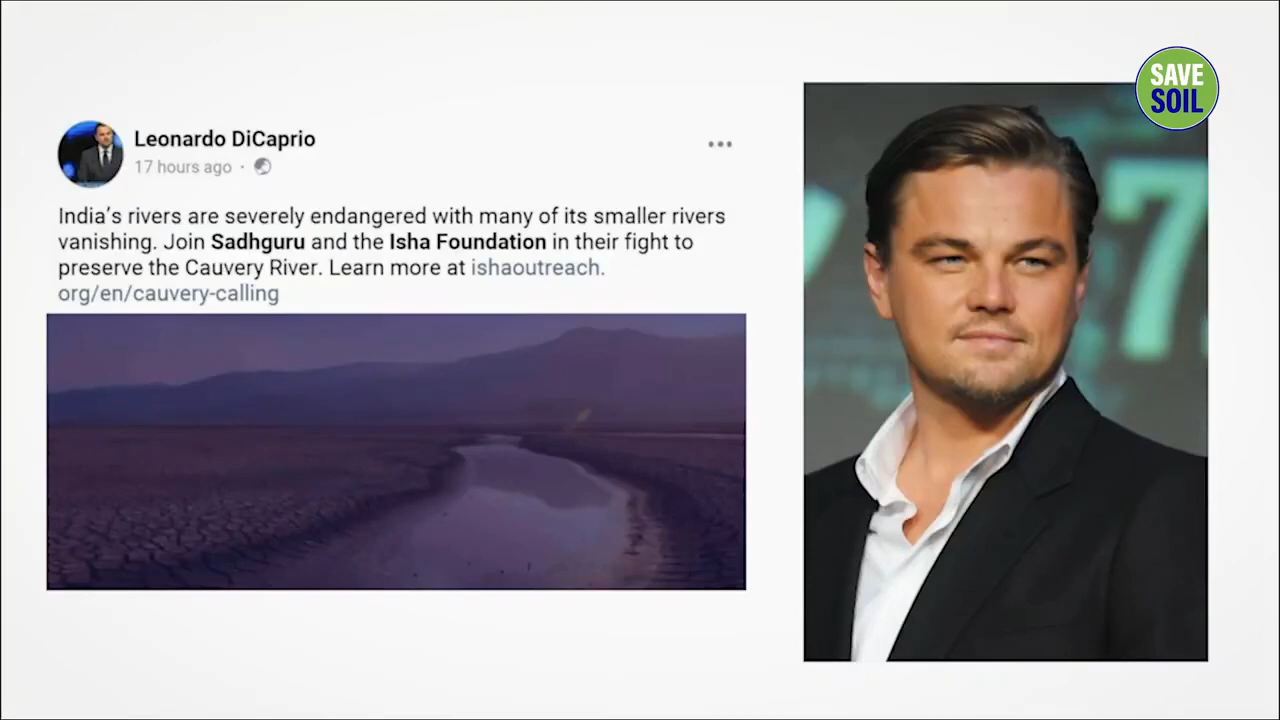 Leonardo DiCaprio
17 hours ago ·
India's rivers are severely endangered with many of its smaller rivers
vanishing. Join Sadhguru and the Isha Foundation in their fight to
preserve the Cauvery River. Learn more at ishaoutreach.
org/en/cauvery-calling
SAVE
SOIL
7